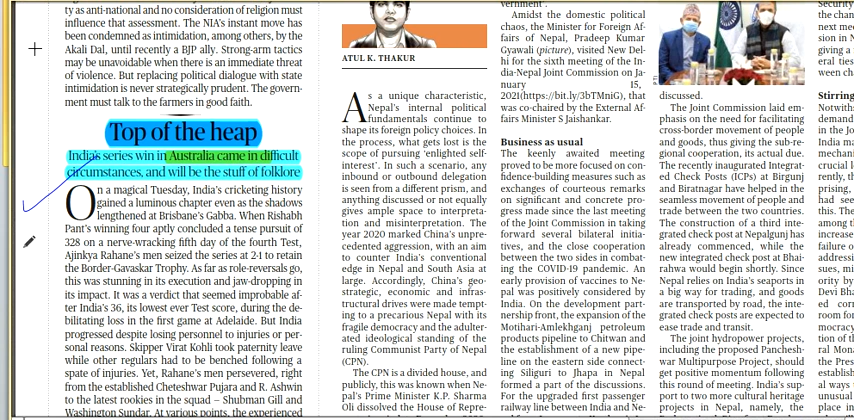 ty as anti-national and no consideration of religion must
influence that assessment. The NIA's instant move has
been condemned as intimidation, among others, by the
Akali Dal, until recently a BJP ally. Strong-arm tactics
may be unavoidable when there is an immediate threat
of violence. But replacing political dialogue with state
intimidation is never strategically prudent. The govern-
ment must talk to the farmers in good faith.
Top of the heap
India's series win in Australia came in difficult
circumstances, and will be the stuff of folklore
On a magical Tuesday, India's cricketing history
gained a luminous chapter even as the shadows
lengthened at Brisbane's Gabba. When Rishabh
Pant's winning four aptly concluded a tense pursuit of
328 on a nerve-wracking fifth day of the fourth Test,
Ajinkya Rahane's men seized the series at 2-1 to retain
the Border-Gavaskar Trophy. As far as role-reversals go,
this was stunning in its execution and jaw-dropping in
its impact. It was a verdict that seemed improbable af-
ter India's 36, its lowest ever Test score, during the de-
bilitating loss in the first game at Adelaide. But India
progressed despite losing personnel to injuries or per-
sonal reasons. Skipper Virat Kohli took paternity leave
while other regulars had to be benched following a
spate of injuries. Yet, Rahane's men persevered, right
from the established Cheteshwar Pujara and R. Ashwin
to the latest rookies in the squad – Shubman Gill and
Washington Sundar. At various points, the experienced
ATUL K. THAKUR
As a unique characteristic,
Nepal's internal political
fundamentals continue to
shape its foreign policy choices. In
the process, what gets lost is the
scope of pursuing 'enlightened self-
interest'. In such a scenario, any
inbound or outbound delegation
is seen from a different prism, and
anything discussed or not equally
gives ample space to interpreta-
tion and misinterpretation. The
year 2020 marked China's unpre-
cedented aggression, with an aim
to counter India's conventional
edge in Nepal and South Asia at
large. Accordingly, China's geo-
strategic, economic and infras-
tructural drives were made tempt-
ing to a precarious Nepal with its
fragile democracy and the adulter-
ated ideological standing of the
ruling Communist Party of Nepal
(CPN).
The CPN is a divided house, and
publicly, this was known when Ne-
pal's Prime Minister K.P. Sharma
Oli dissolved the House of Repre-
vernment'.
Amidst the domestic political
chaos, the Minister for Foreign Af-
fairs of Nepal, Pradeep Kumar
Gyawali (picture), visited New Del-
hi for the sixth meeting of the In-
dia-Nepal Joint Commission on Ja-
nuary 15,
2021(https://bit.ly/3bTMniG), that
was co-chaired by the External Af-
fairs Minister S Jaishankar.
Business as usual
The keenly awaited meeting
proved to be more focused on con-
fidence-building measures such as
exchanges of courteous remarks
on significant and concrete pro-
gress made since the last meeting
of the Joint Commission in taking
forward several bilateral initia-
tives, and the close cooperation
between the two sides in combat-
ing the COVID-19 pandemic. An
early provision of vaccines to Ne-
pal was positively considered by
India. On the development part-
nership front, the expansion of the
Motihari-Amlekhganj petroleum
products pipeline to Chitwan and
the establishment of a new pipe-
line on the eastern side connect-
ing Siliguri to Jhapa in Nepal
formed a part of the discussions.
For the upgraded first passenger
railway line between India and Ne-
discussed.
The Joint Commission laid em-
phasis on the need for facilitating
cross-border movement of people
and goods, thus giving the sub-re-
gional cooperation, its actual due.
The recently inaugurated Integrat-
ed Check Posts (ICPs) at Birgunj
and Biratnagar have helped in the
seamless movement of people and
trade between the two countries.
The construction of a third inte-
grated check post at Nepalgunj has
already commenced, while the
new integrated check post at Bhai-
rahwa would begin shortly. Since
Nepal relies on India's seaports in
a big way for trading, and goods
are transported by road, the inte-
grated check posts are expected to
ease trade and transit.
The joint hydropower projects,
including the proposed Panchesh-
war Multipurpose Project, should
get positive momentum following
this round of meeting. India's sup-
port to two more cultural heritage
projects in Nepal, namely, the